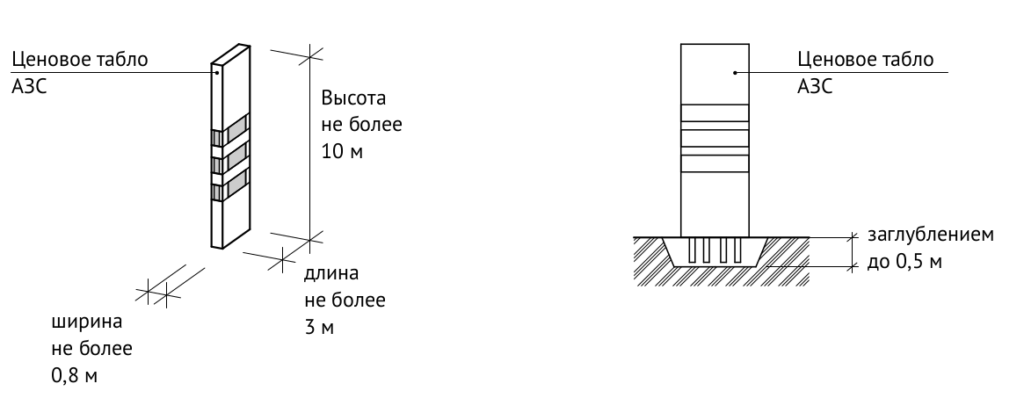 Ценовое табло
АЗС
Высота
не более
10 м
длина
не более
3 м
ширина
не более
0,8 м
Ценовое табло
АЗС
заглублением
до 0,5 м